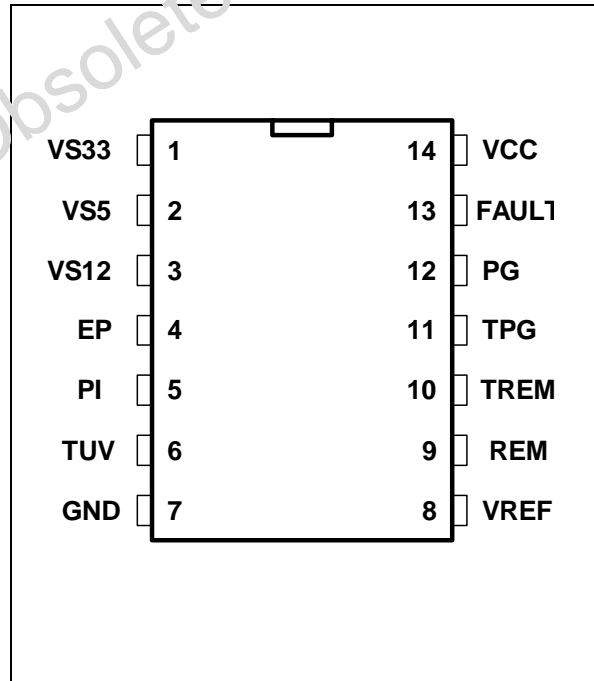 obsolete
VS33 1 14 VCC
VS5 2 13 FAULT
VS12 3 12 PG
EP 4 11 TPG
PI 5 10 TREM
TUV 6 9 REM
GND 7 8 VREF